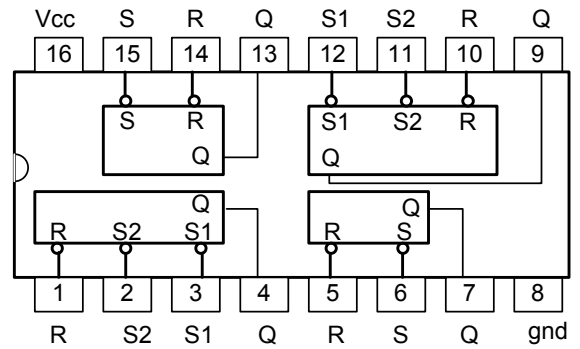 Vcc S R Q S1 S2 R Q
16 15 14 13 12 11 10 9
S R S1 S2 R
Q Q
Q Q
R S2 S1 R S
1 2 3 4 5 6 7 8
R S2 S1 Q R S Q gnd